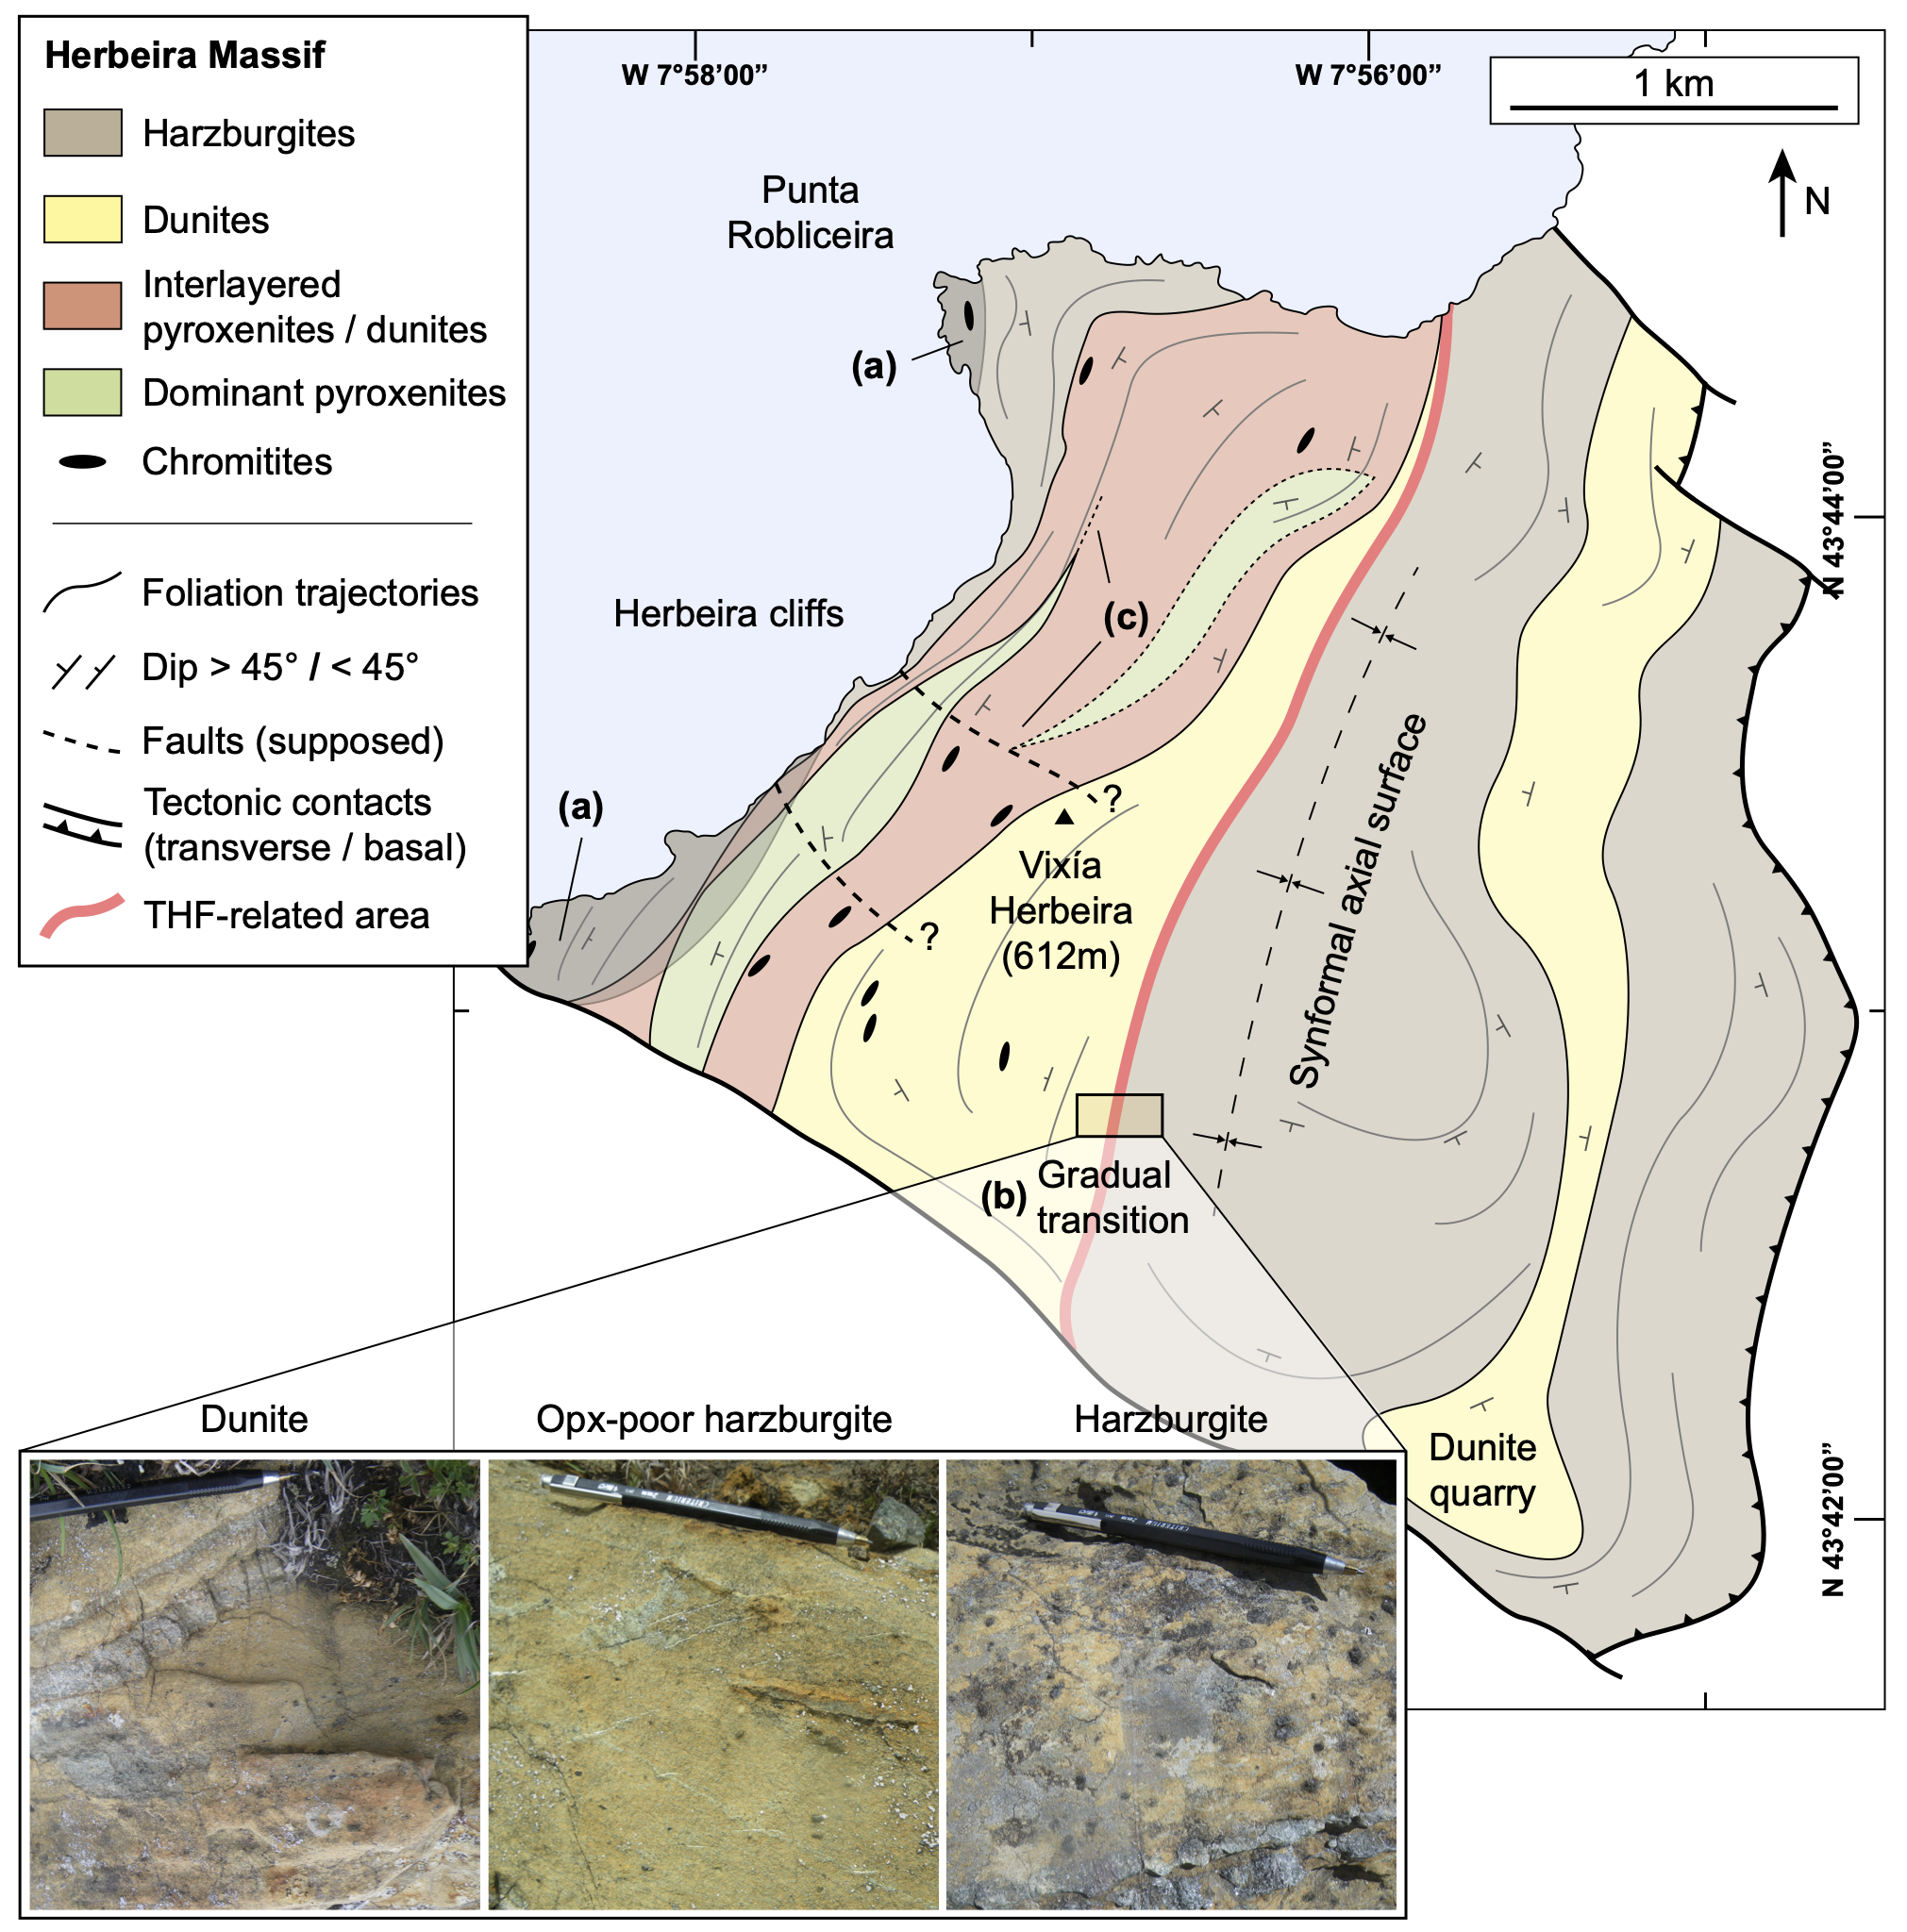 Herbeira Massif
Harzburgites
Dunites
Interlayered
pyroxenites / dunites
Dominant pyroxenites
Chromitites
Foliation trajectories
Dip > 45° / < 45°
Faults (supposed)
Tectonic contacts
(transverse / basal)
THF-related area
W 7°58’00”
W 7°56’00”
1 km
N
Punta
Robliceira
(a)
N 43°44’00”
Herbeira cliffs
(c)
(a)
?
?
Vixía
Herbeira
(612m)
Synformal axial surface
(b)
Gradual
transition
Dunite
quarry
N 43°42’00”
Dunite
Opx-poor harzburgite
Harzburgite